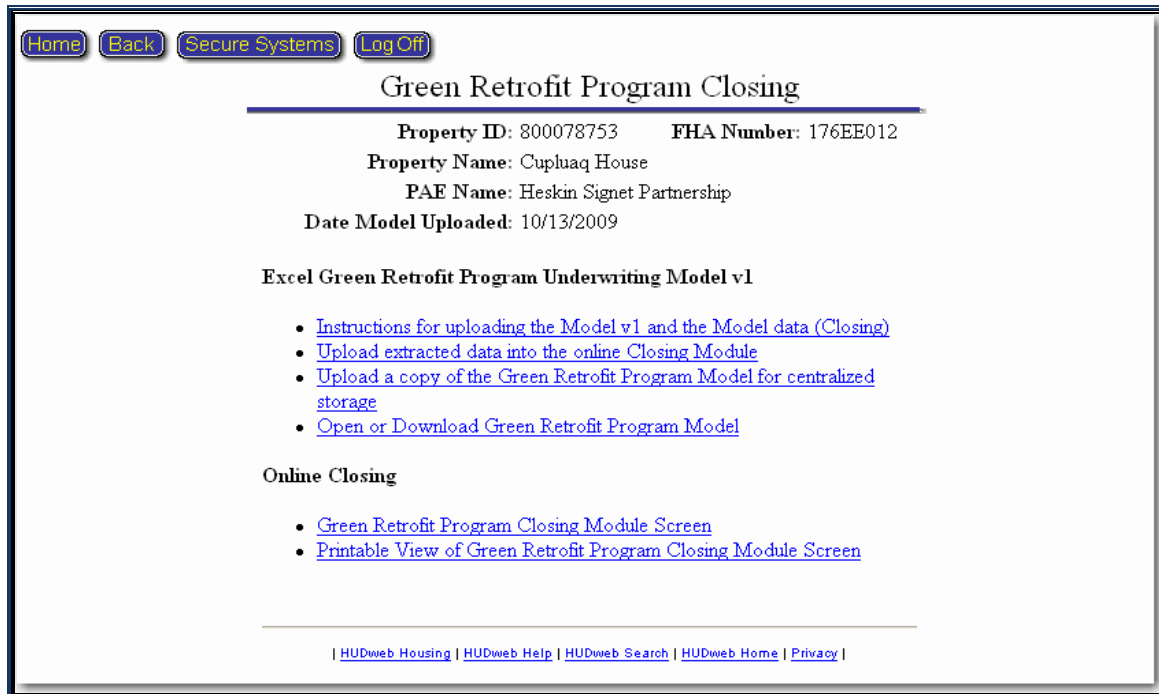 Home Back Secure Systems Log Off
Green Retrofit Program Closing
Property ID: 800078753 FHA Number: 176EE012
Property Name: Cupluaq House
PAE Name: Heskin Signet Partnership
Date Model Uploaded: 10/13/2009
Excel Green Retrofit Program Underwriting Model v1
• Instructions for uploading the Model v1 and the Model data (Closing)
• Upload extracted data into the online Closing Module
• Upload a copy of the Green Retrofit Program Model for centralized
storage
• Open or Download Green Retrofit Program Model
Online Closing
• Green Retrofit Program Closing Module Screen
• Printable View of Green Retrofit Program Closing Module Screen
| HUDweb Housing | HUDweb Help | HUDweb Search | HUDweb Home | Privacy |